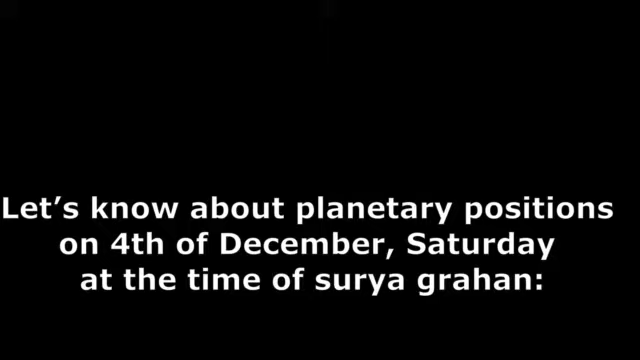 Let's know about planetary positions
on 4th of December, Saturday
at the time of surya grahan: